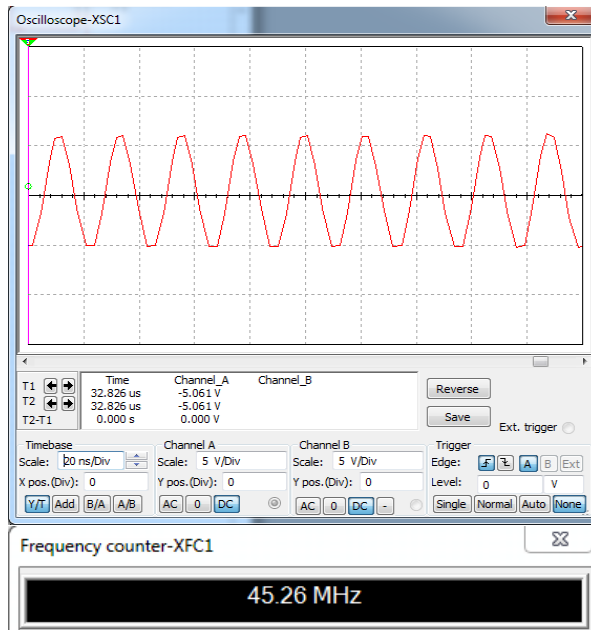 Oscilloscope-XSC1
Time Channel_A Channel_B
T1 32.826 us -5.061 V
T2 32.826 us -5.061 V
T2-T1 0.000 s 0.000 V
Reverse
Save
Ext. trigger
Timebase Channel A Channel B Trigger
Scale: 20 ns/Div Scale: 5 V/Div Scale: 5 V/Div Edge: A B Ext
X pos.(Div): 0 Y pos.(Div): 0 Y pos.(Div): 0 Level: 0 V
Y/T Add B/A A/B AC 0 DC AC 0 DC - Single Normal Auto None
Frequency counter-XFC1
45.26 MHz